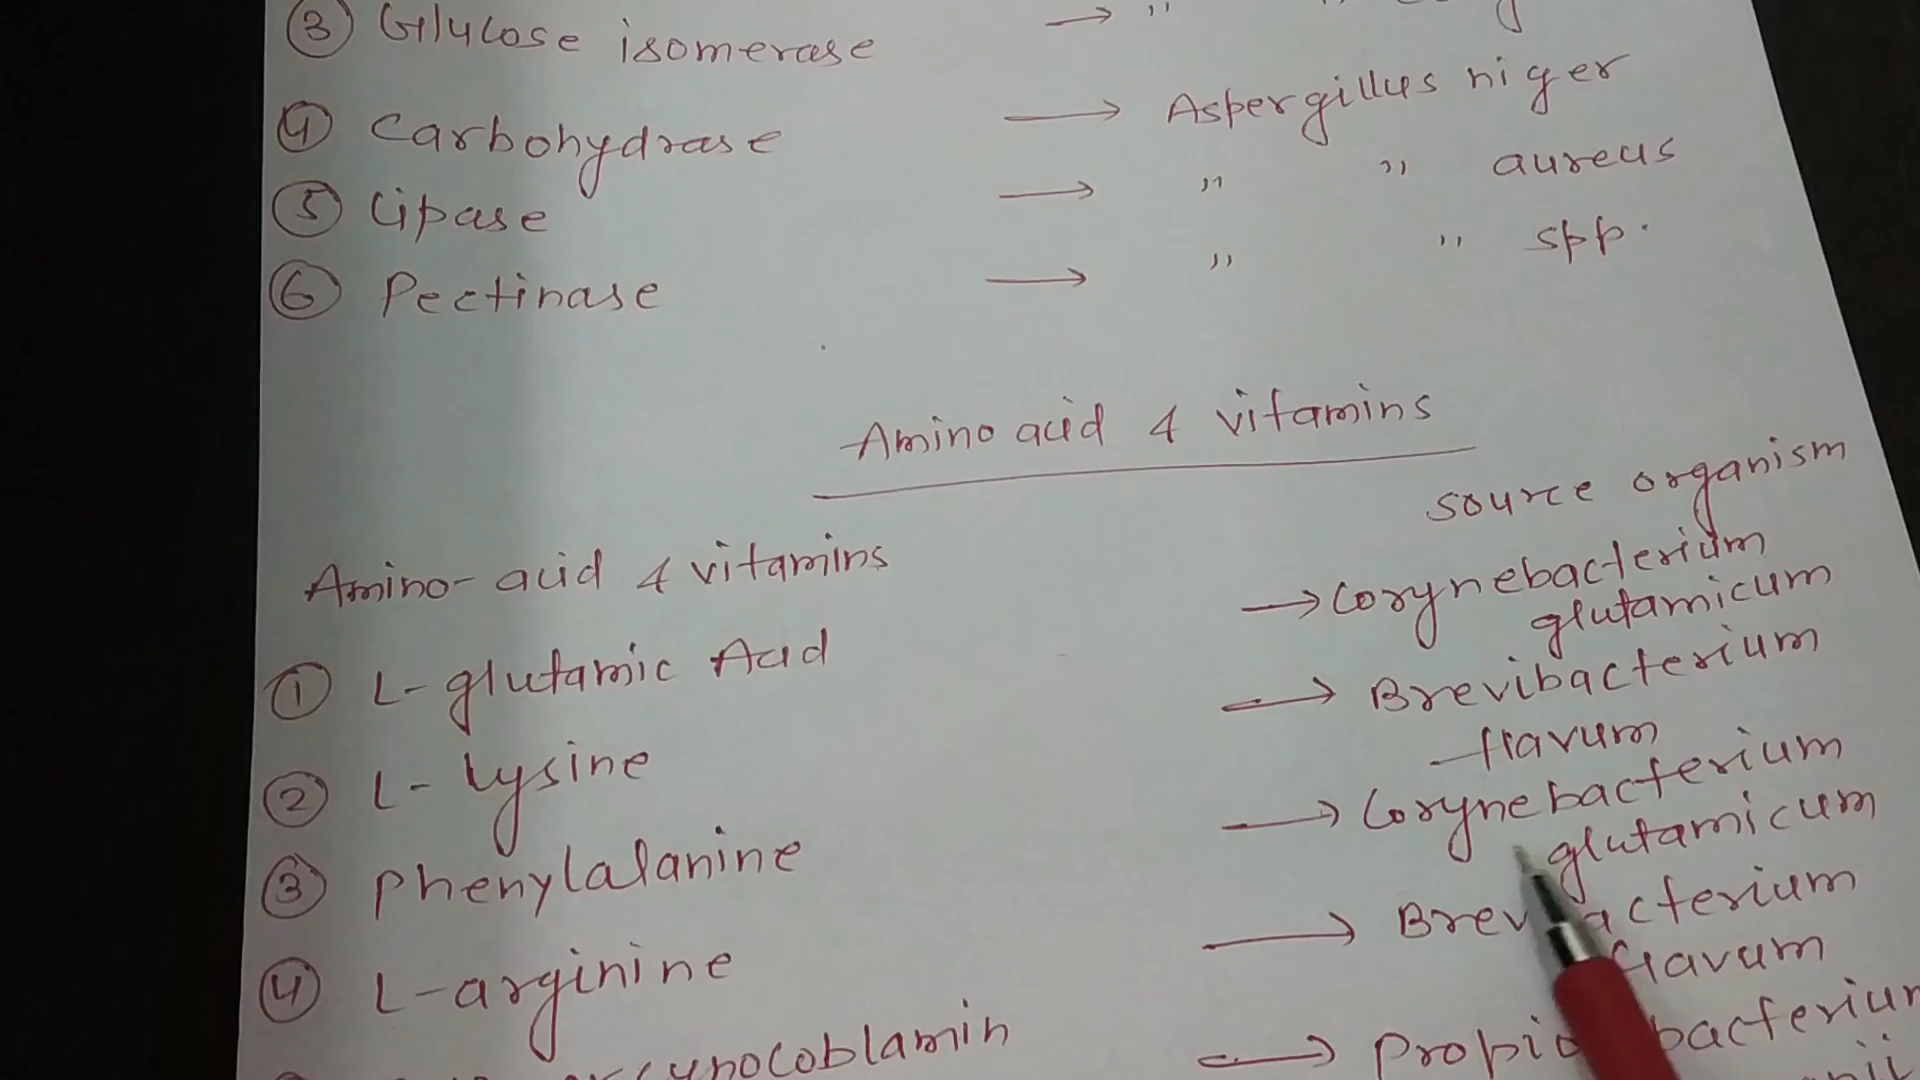 ③ Glucose isomerase → ,,
④ Carbohydrase → Aspergillus niger
⑤ Lipase → ,, ,, aureus
⑥ Pectinase → ,, ,, spp.
Amino acid & vitamins
source organism
Amino-acid & vitamins
① L-glutamic Acid → Corynebacterium
glutamicum
② L-Lysine → Brevibacterium
flavum
③ Phenylalanine → Corynebacterium
glutamicum
④ L-arginine → Brev acterium
flavum
cynocoblamin → Propio bacterium